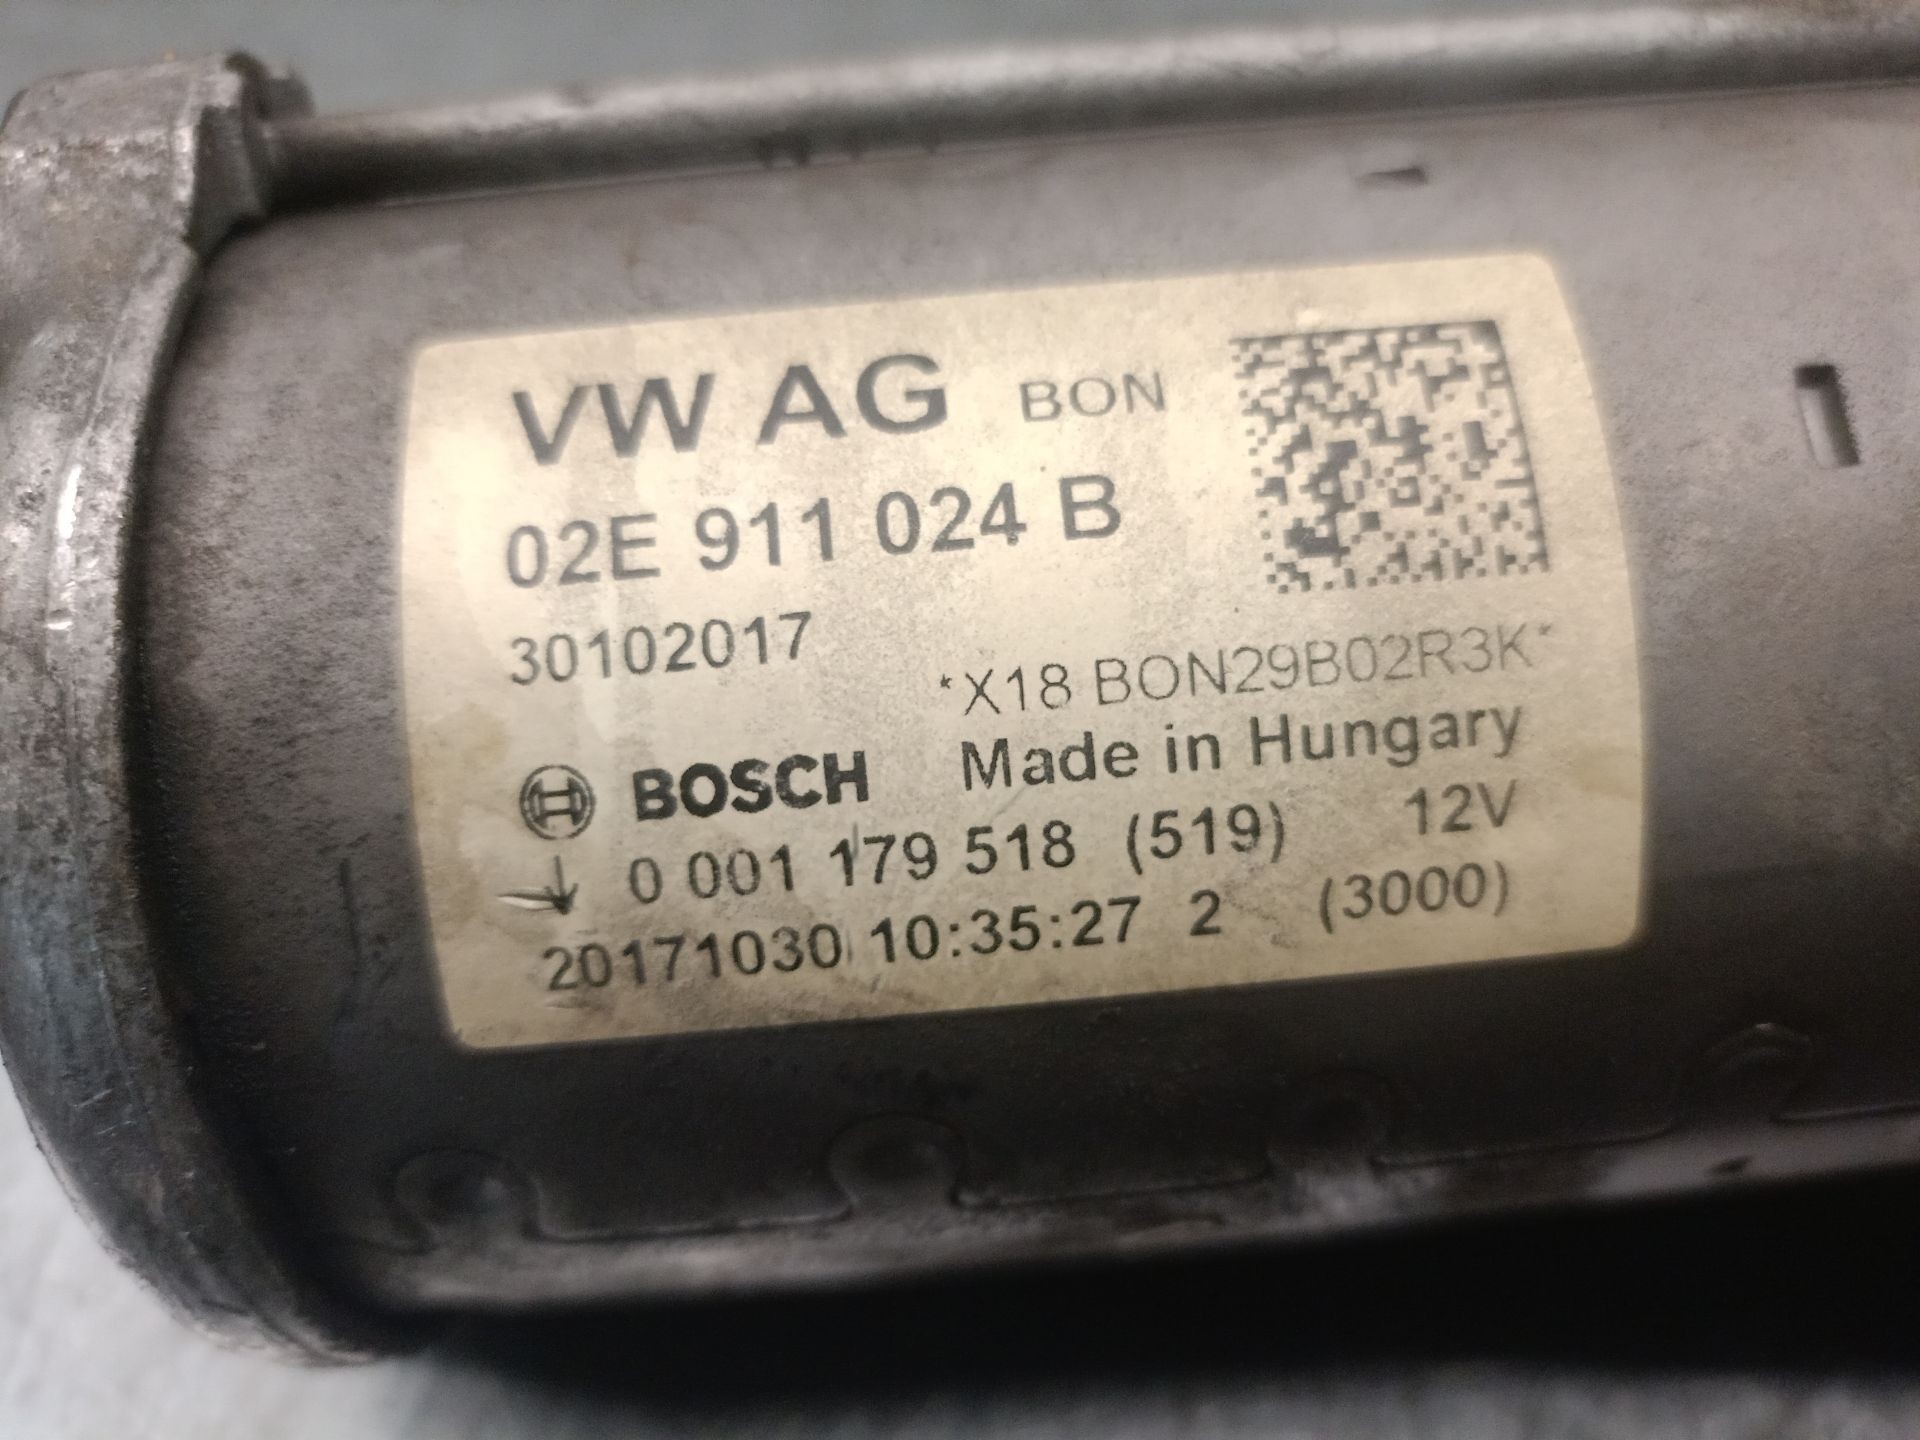 VW AG BON
02E 911 024 B
30102017
*X18 BON29B02R3K*
BOSCH Made in Hungary
0 001 179 518 (519) 12V
20171030 10:35:27 2 (3000)